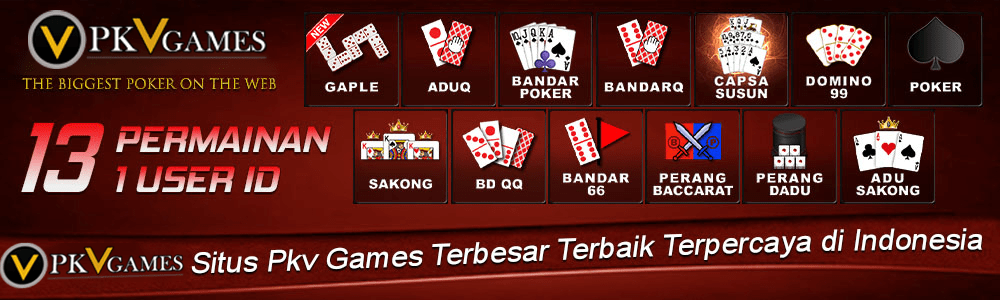 PKVGAMES
THE BIGGEST POKER ON THE WEB
NEW
GAPLE
ADUQ
BANDAR
POKER
BANDARQ
CAPSA
SUSUN
DOMINO
99
POKER
13 PERMAINAN
1 USER ID
SAKONG
BD QQ
BANDAR
66
PERANG
BACCARAT
PERANG
DADU
ADU
SAKONG
PKVGAMES Situs Pkv Games Terbesar Terbaik Terpercaya di Indonesia